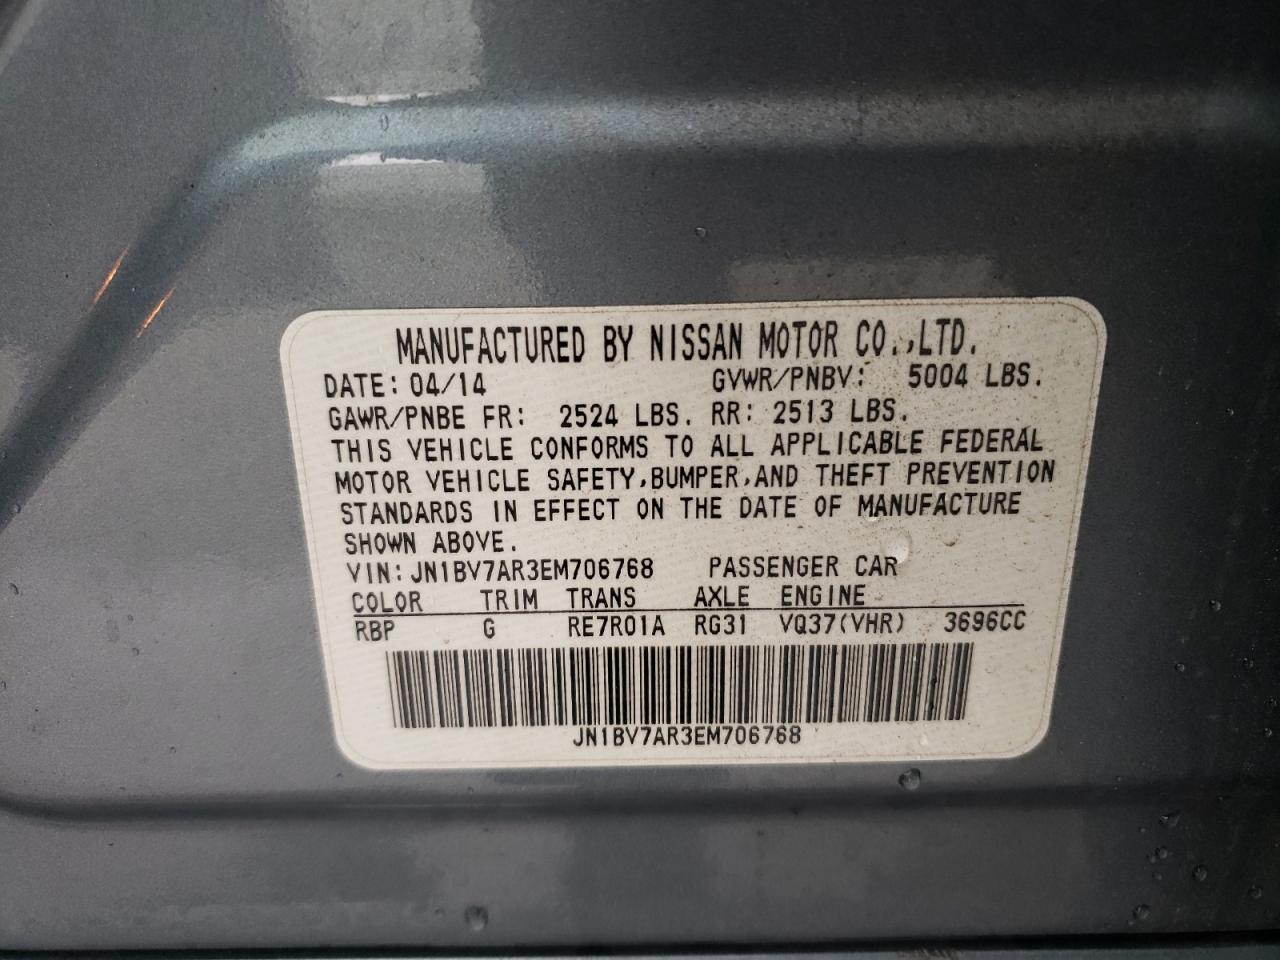 MANUFACTURED BY NISSAN MOTOR CO.,LTD.
DATE: 04/14 GVWR/PNBV: 5004 LBS.
GAWR/PNBE FR: 2524 LBS. RR: 2513 LBS.
THIS VEHICLE CONFORMS TO ALL APPLICABLE FEDERAL
MOTOR VEHICLE SAFETY,BUMPER,AND THEFT PREVENTION
STANDARDS IN EFFECT ON THE DATE OF MANUFACTURE
SHOWN ABOVE.
VIN:JN1BV7AR3EM706768 PASSENGER CAR
COLOR TRIM TRANS AXLE ENGINE
RBP G RE7R01A RG31 VQ37(VHR) 3696CC
JN1BV7AR3EM706768